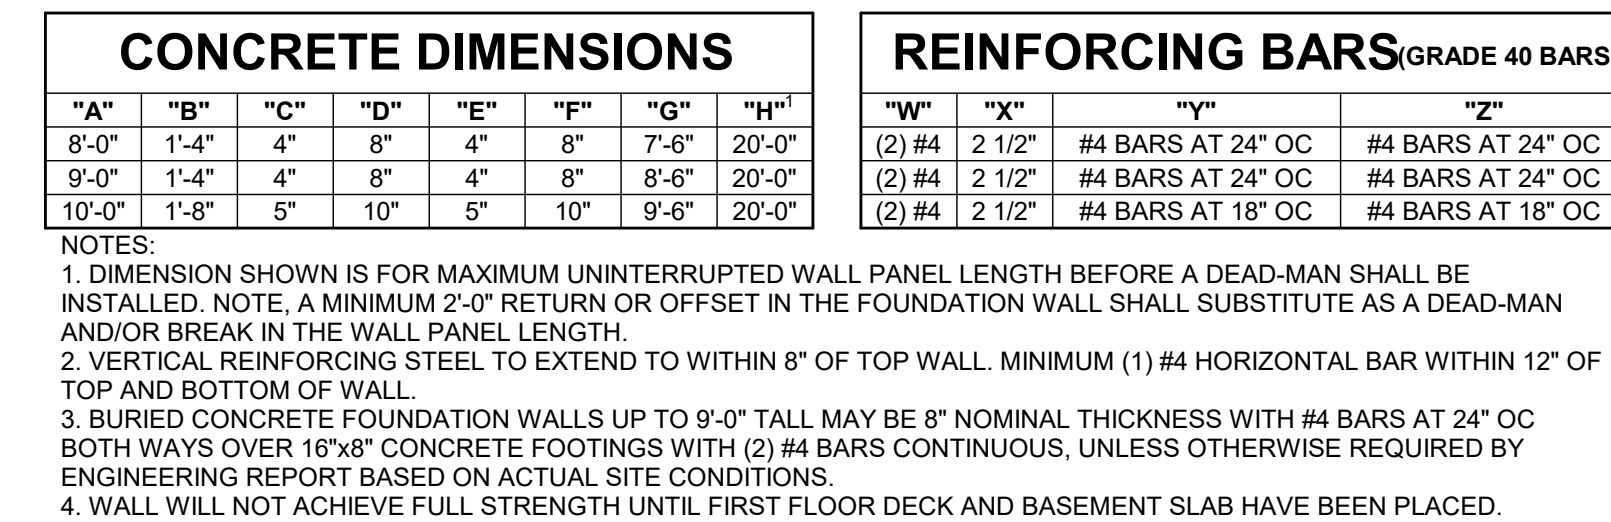 CONCRETE DIMENSIONS
"A" "B" "C" "D" "E" "F" "G" "H"1
8'-0" 1'-4" 4" 8" 4" 8" 7'-6" 20'-0"
9'-0" 1'-4" 4" 8" 4" 8" 8'-6" 20'-0"
10'-0" 1'-8" 5" 10" 5" 10" 9'-6" 20'-0"
REINFORCING BARS(GRADE 40 BARS
"W" "X" "Y" "Z"
(2) #4 2 1/2" #4 BARS AT 24" OC #4 BARS AT 24" OC
(2) #4 2 1/2" #4 BARS AT 24" OC #4 BARS AT 24" OC
(2) #4 2 1/2" #4 BARS AT 18" OC #4 BARS AT 18" OC
NOTES:
1. DIMENSION SHOWN IS FOR MAXIMUM UNINTERRUPTED WALL PANEL LENGTH BEFORE A DEAD-MAN SHALL BE
INSTALLED. NOTE, A MINIMUM 2'-0" RETURN OR OFFSET IN THE FOUNDATION WALL SHALL SUBSTITUTE AS A DEAD-MAN
AND/OR BREAK IN THE WALL PANEL LENGTH.
2. VERTICAL REINFORCING STEEL TO EXTEND TO WITHIN 8" OF TOP WALL. MINIMUM (1) #4 HORIZONTAL BAR WITHIN 12" OF
TOP AND BOTTOM OF WALL.
3. BURIED CONCRETE FOUNDATION WALLS UP TO 9'-0" TALL MAY BE 8" NOMINAL THICKNESS WITH #4 BARS AT 24" OC
BOTH WAYS OVER 16"x8" CONCRETE FOOTINGS WITH (2) #4 BARS CONTINUOUS, UNLESS OTHERWISE REQUIRED BY
ENGINEERING REPORT BASED ON ACTUAL SITE CONDITIONS.
4. WALL WILL NOT ACHIEVE FULL STRENGTH UNTIL FIRST FLOOR DECK AND BASEMENT SLAB HAVE BEEN PLACED.